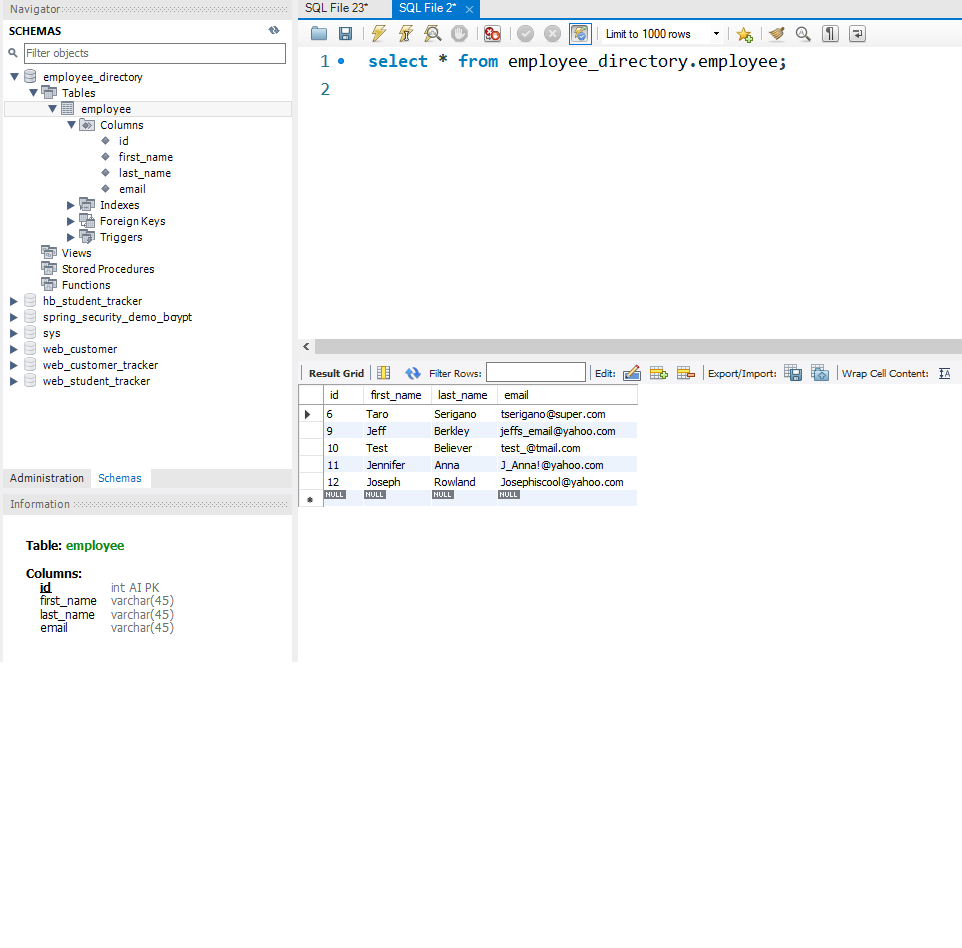 Navigator
SCHEMAS
Filter objects
employee_directory
Tables
employee
Columns
id
first_name
last_name
email
Indexes
Foreign Keys
Triggers
Views
Stored Procedures
Functions
hb_student_tracker
spring_security_demo_bcrypt
sys
web_customer
web_customer_tracker
web_student_tracker
Administration Schemas
Information
Table: employee
Columns:
id int AI PK
first_name varchar(45)
last_name varchar(45)
email varchar(45)
SQL File 23* SQL File 2*
Limit to 1000 rows
1 select * from employee_directory.employee;
2
Result Grid Filter Rows: Edit: Export/Import: Wrap Cell Content:
id first_name last_name email
6 Taro Serigano tserigano@super.com
9 Jeff Berkley jeffs_email@yahoo.com
10 Test Believer test_@tmail.com
11 Jennifer Anna J_Anna!@yahoo.com
12 Joseph Rowland Josephiscool@yahoo.com
NULL NULL NULL NULL